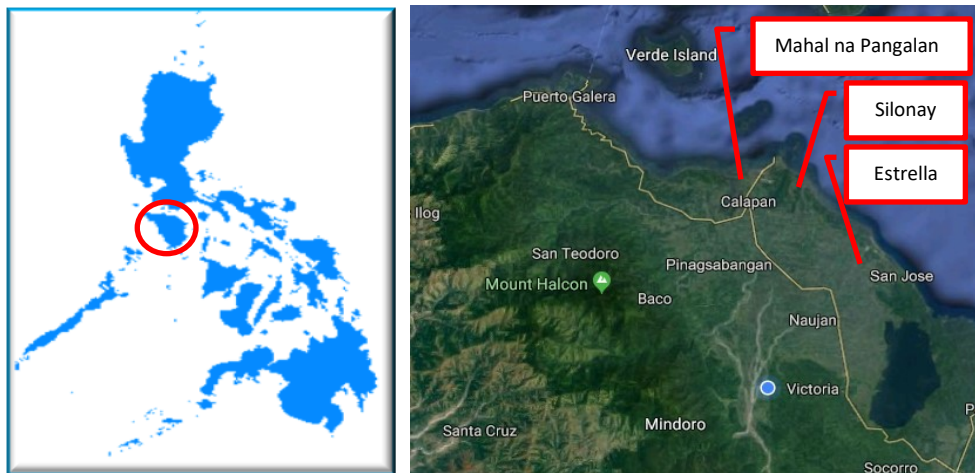 Mahal na Pangalan
Verde Island
Puerto Galera
Silonay
Estrella
Calapan
Ilog
San Teodoro
Pinagsabangan
San Jose
Mount Halcon
Baco
Naujan
Victoria
Mindoro
Santa Cruz
P
Socorro